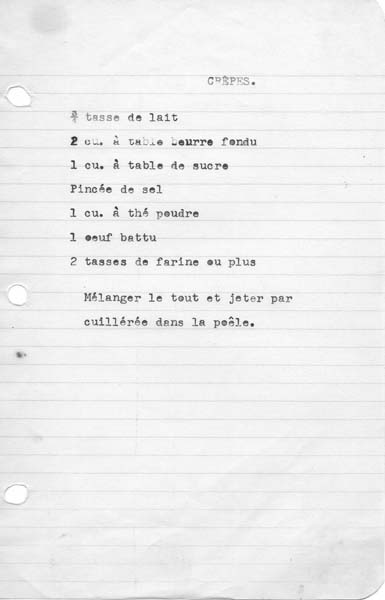 CRÊPES.
¾ tasse de lait
2 cu. à table beurre fondu
1 cu. à table de sucre
Pincée de sel
1 cu. à thé poudre
1 oeuf battu
2 tasses de farine ou plus
Mélanger le tout et jeter par
cuillérée dans la poêle.